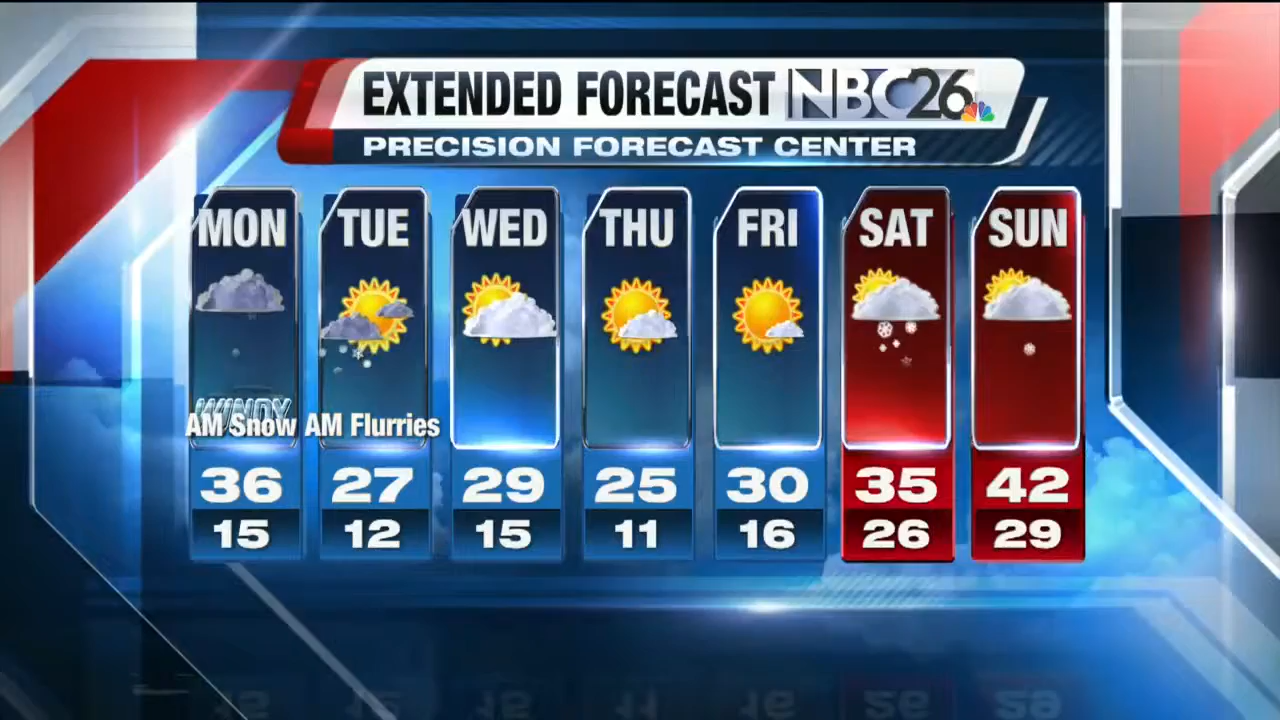 EXTENDED FORECAST NBC26
PRECISION FORECAST CENTER
MON TUE WED THU FRI SAT SUN
WINDY
AM Snow AM Flurries
36 27 29 25 30 35 42
15 12 15 11 16 26 29